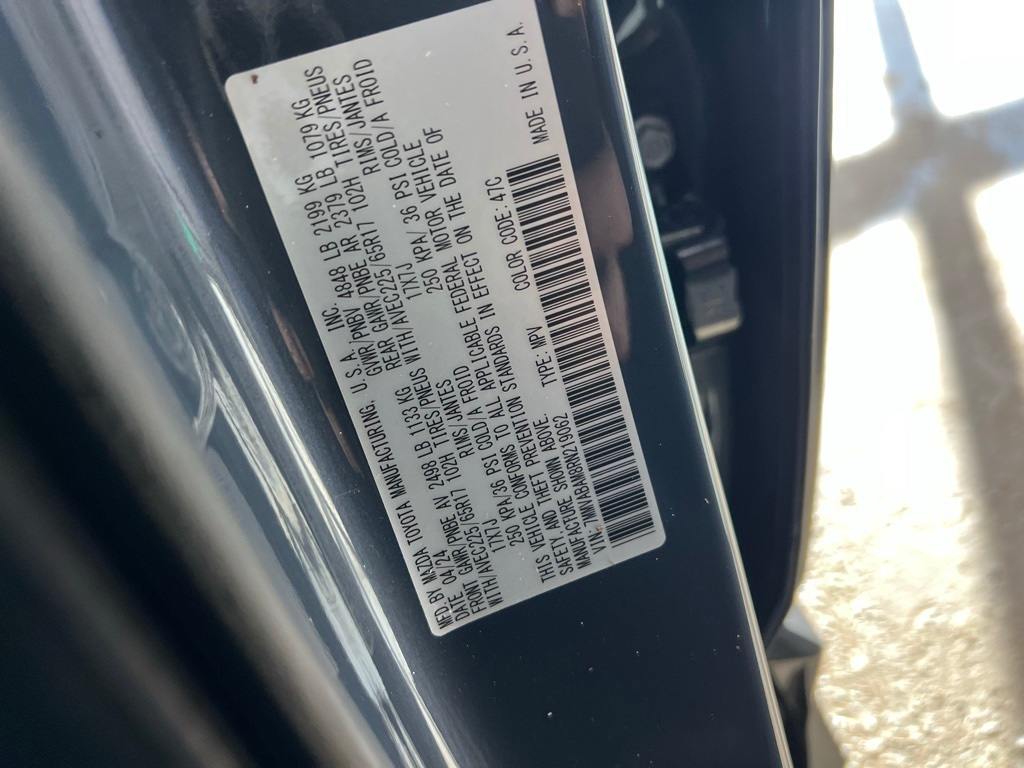 MFD.BY MAZDA TOYOTA MANUFACTURING, U.S.A., INC.
DATE 04/24 GVWR/PNBV 4848 LB 2199 KG
FRONT GAWR/PNBE AV 2498 LB 1133 KG REAR GAWR/PNBE AR 2379 LB 1079 KG
WITH/AVEC225/65R17 102H TIRES/PNEUS WITH/AVEC225/65R17 102H TIRES/PNEUS
17X7J RIMS/JANTES 17X7J RIMS/JANTES
250 KPA/36 PSI COLD/A FROID 250 KPA/ 36 PSI COLD/A FROID
THIS VEHICLE CONFORMS TO ALL APPLICABLE FEDERAL MOTOR VEHICLE
SAFETY, AND THEFT PREVENTION STANDARDS IN EFFECT ON THE DATE OF
MANUFACTURE SHOWN ABOVE.
VIN: 7MMVABAM8RN219062 TYPE: MPV COLOR CODE: 47C
MADE IN U.S.A.